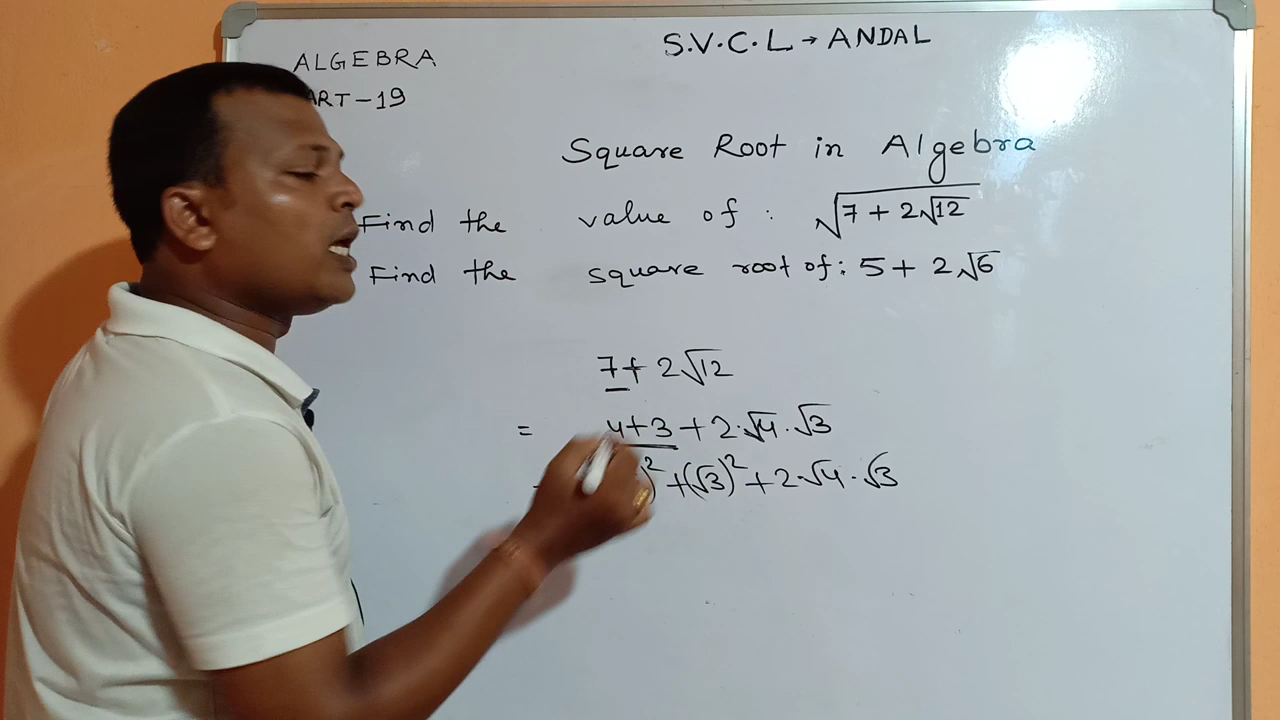 S.V.C.L → ANDAL
ALGEBRA
ART-19
Square Root in Algebra
Find the value of : √(7 + 2√12)
Find the square root of: 5 + 2√6
7 + 2√12
= 4+3 + 2·√4·√3
)² + (√3)² + 2·√4·√3